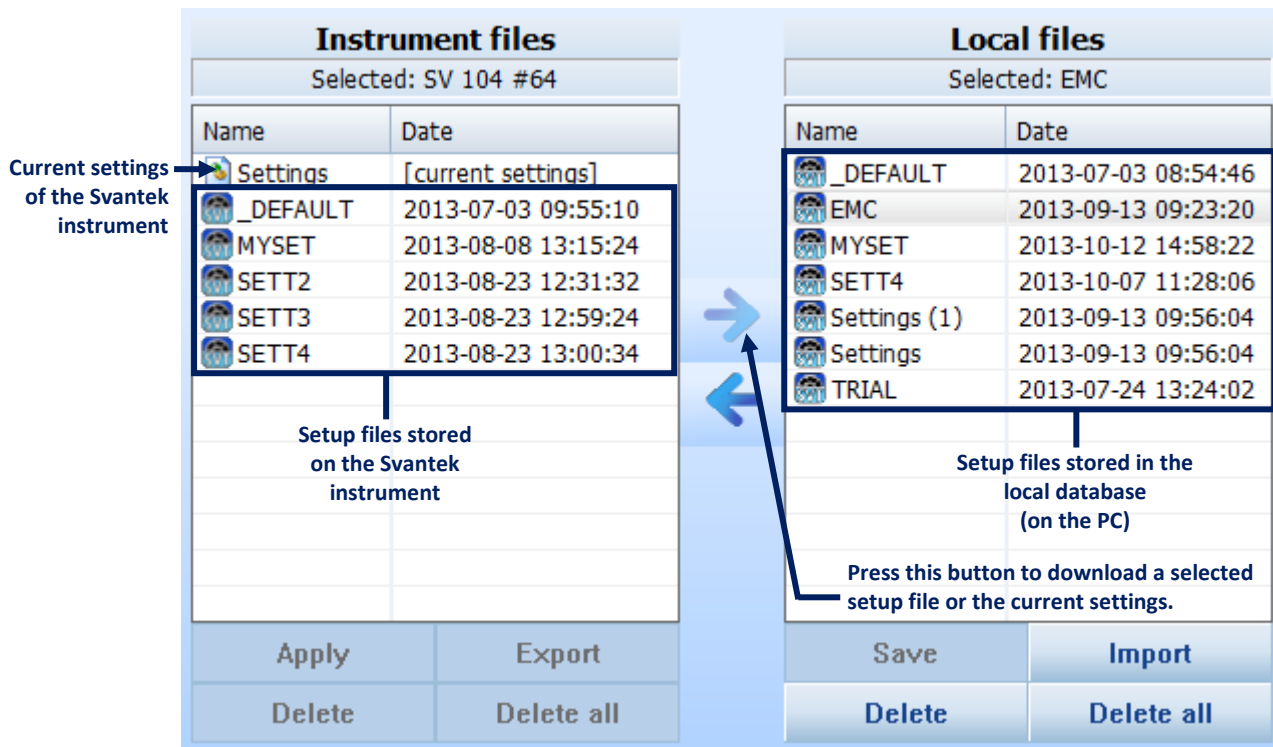 Instrument files
Selected: SV 104 #64
Name Date
Settings [current settings]
_DEFAULT 2013-07-03 09:55:10
MYSET 2013-08-08 13:15:24
SETT2 2013-08-23 12:31:32
SETT3 2013-08-23 12:59:24
SETT4 2013-08-23 13:00:34
Current settings
of the Svantek
instrument
Setup files stored
on the Svantek
instrument
Apply Export
Delete Delete all
Local files
Selected: EMC
Name Date
_DEFAULT 2013-07-03 08:54:46
EMC 2013-09-13 09:23:20
MYSET 2013-10-12 14:58:22
SETT4 2013-10-07 11:28:06
Settings (1) 2013-09-13 09:56:04
Settings 2013-09-13 09:56:04
TRIAL 2013-07-24 13:24:02
Setup files stored in the
local database
(on the PC)
Press this button to download a selected
setup file or the current settings.
Save Import
Delete Delete all